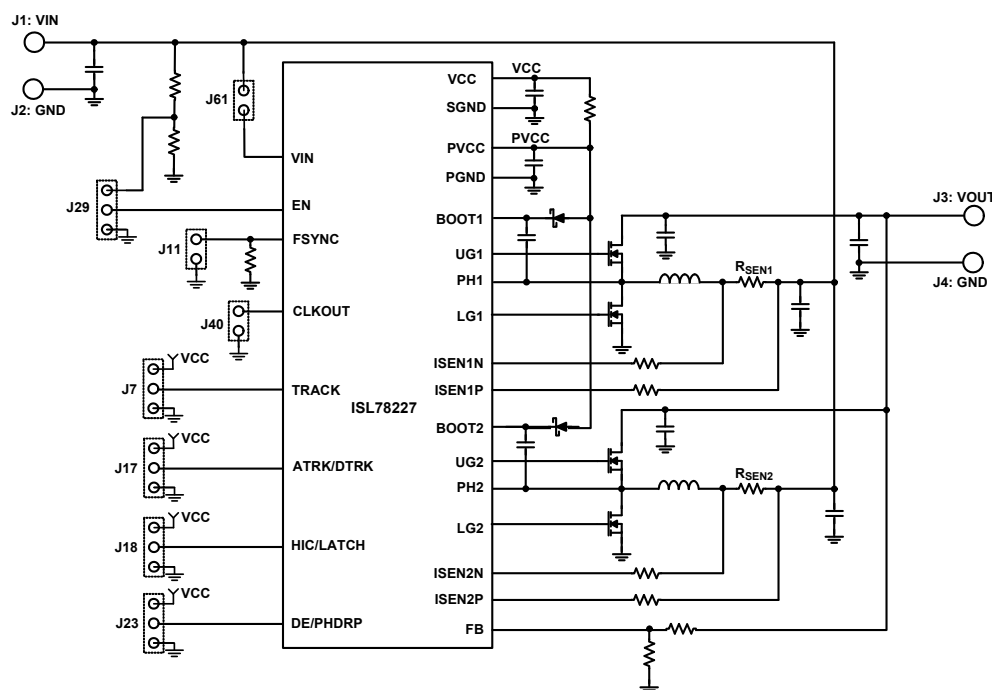 J1: VIN
J2: GND
J61
J29
J11
J40
J7
VCC
J17
VCC
J18
VCC
J23
VCC
VIN
EN
FSYNC
CLKOUT
TRACK
ATRK/DTRK
HIC/LATCH
DE/PHDRP
ISL78227
VCC
SGND
PVCC
PGND
BOOT1
UG1
PH1
LG1
ISEN1N
ISEN1P
BOOT2
UG2
PH2
LG2
ISEN2N
ISEN2P
FB
VCC
PVCC
RSEN1
RSEN2
J3: VOUT
J4: GND